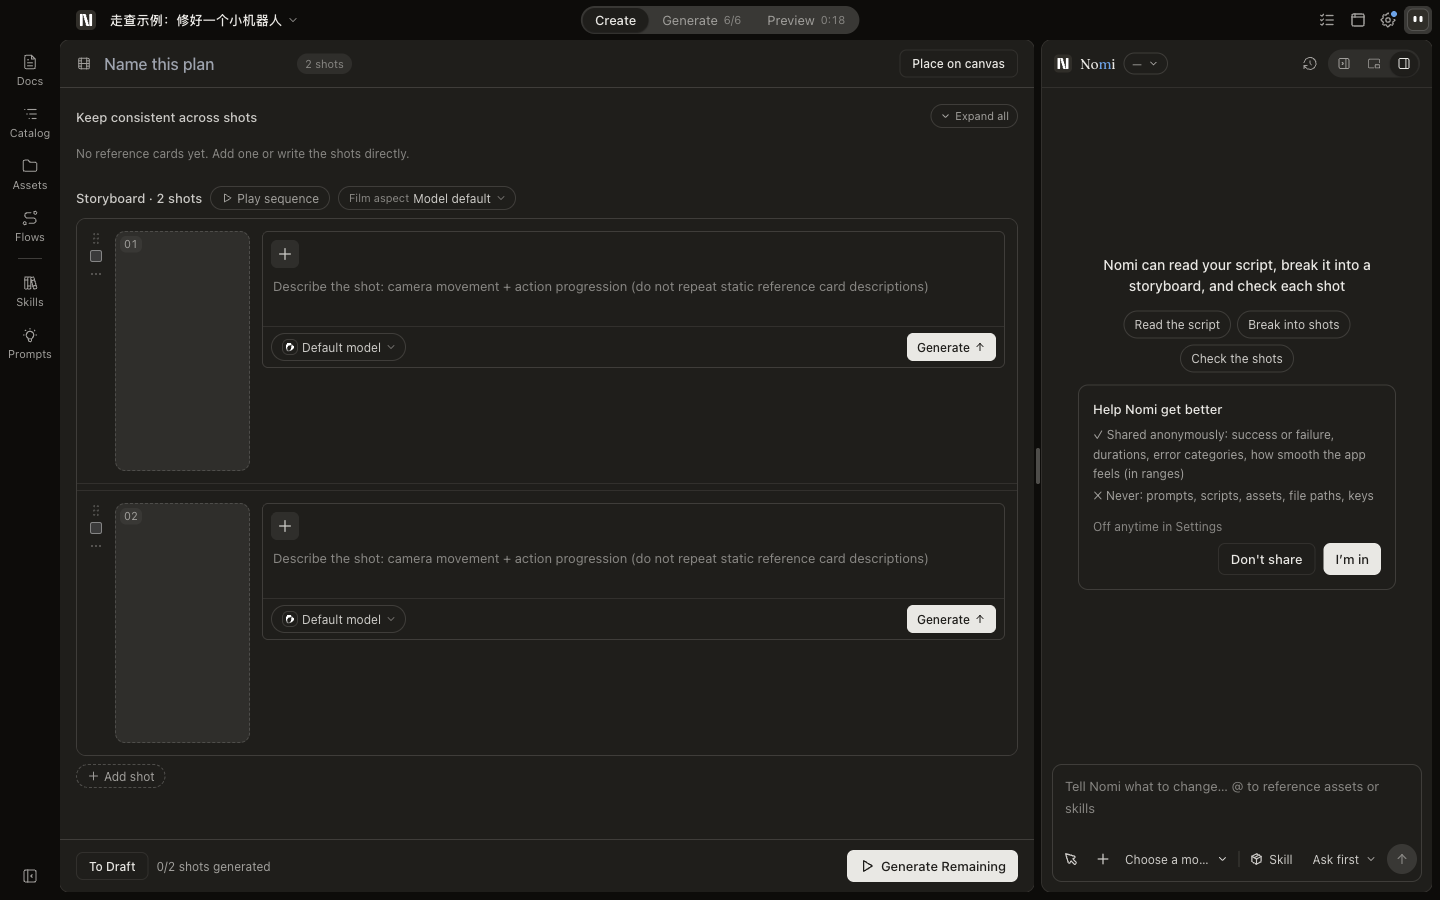 走查示例：修好一个小机器人
Create
Generate 6/6
Preview 0:18
Docs
Catalog
Assets
Flows
Skills
Prompts
Name this plan
2 shots
Place on canvas
Keep consistent across shots
Expand all
No reference cards yet. Add one or write the shots directly.
Storyboard · 2 shots
Play sequence
Film aspect Model default
01
Describe the shot: camera movement + action progression (do not repeat static reference card descriptions)
Default model
Generate
02
Describe the shot: camera movement + action progression (do not repeat static reference card descriptions)
Default model
Generate
Add shot
To Draft
0/2 shots generated
Generate Remaining
Nomi
—
Nomi can read your script, break it into a
storyboard, and check each shot
Read the script
Break into shots
Check the shots
Help Nomi get better
✓ Shared anonymously: success or failure,
durations, error categories, how smooth the app
feels (in ranges)
✕ Never: prompts, scripts, assets, file paths, keys
Off anytime in Settings
Don't share
I'm in
Tell Nomi what to change... @ to reference assets or
skills
Choose a mo...
Skill
Ask first